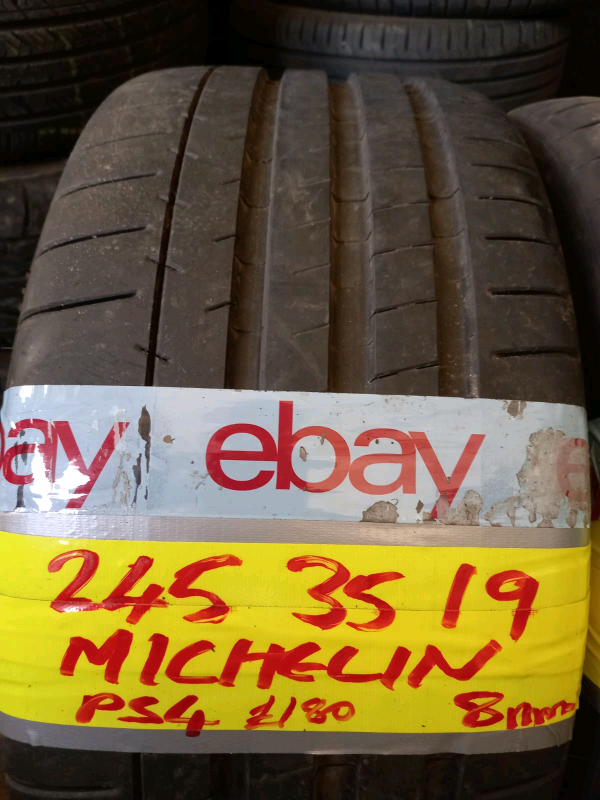 ay ebay e
245 35 19
MICHELIN
PS4 £180 8mm